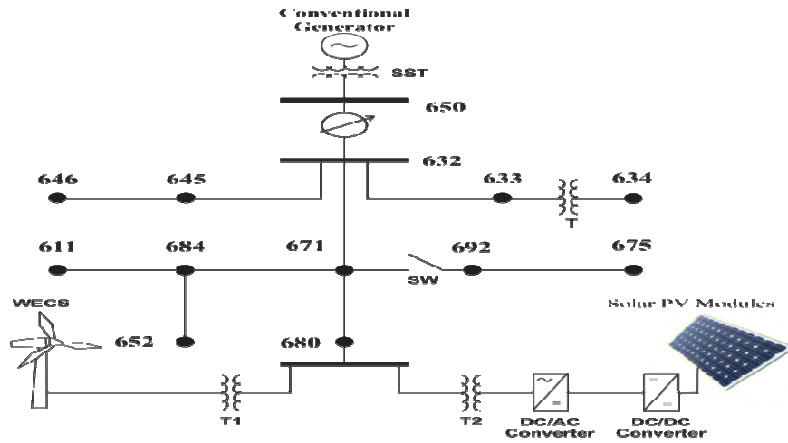 Conventional
Generator
SST
650
632
646
645
633
634
T
611
684
671
692
675
SW
WECS
Solar PV Modules
652
680
T1
T2
DC/AC
Converter
DC/DC
Converter